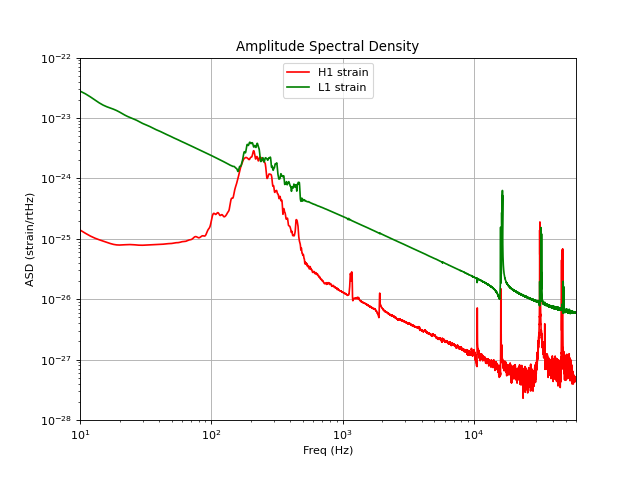 Amplitude Spectral Density
H1 strain
L1 strain
10⁻²²
10⁻²³
10⁻²⁴
10⁻²⁵
10⁻²⁶
10⁻²⁷
10⁻²⁸
ASD (strain/rtHz)
10¹ 10² 10³ 10⁴
Freq (Hz)